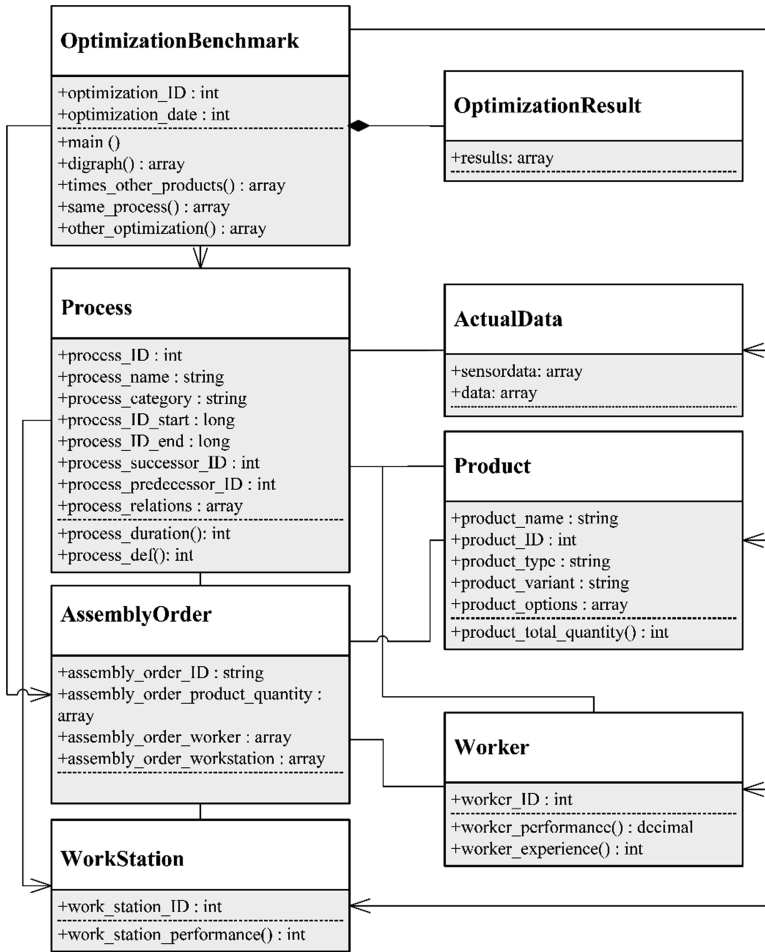 OptimizationBenchmark
+optimization_ID : int
+optimization_date : int
+main ()
+digraph() : array
+times_other_products() : array
+same_process() : array
+other_optimization() : array
OptimizationResult
+results: array
Process
+process_ID : int
+process_name : string
+process_category : string
+process_ID_start : long
+process_ID_end : long
+process_successor_ID : int
+process_predecessor_ID : int
+process_relations : array
+process_duration(): int
+process_def(): int
ActualData
+sensordata: array
+data: array
Product
+product_name : string
+product_ID : int
+product_type : string
+product_variant : string
+product_options : array
+product_total_quantity() : int
AssemblyOrder
+assembly_order_ID : string
+assembly_order_product_quantity :
array
+assembly_order_worker : array
+assembly_order_workstation : array
Worker
+worker_ID : int
+worker_performance() : decimal
+worker_experience() : int
WorkStation
+work_station_ID : int
+work_station_performance() : int